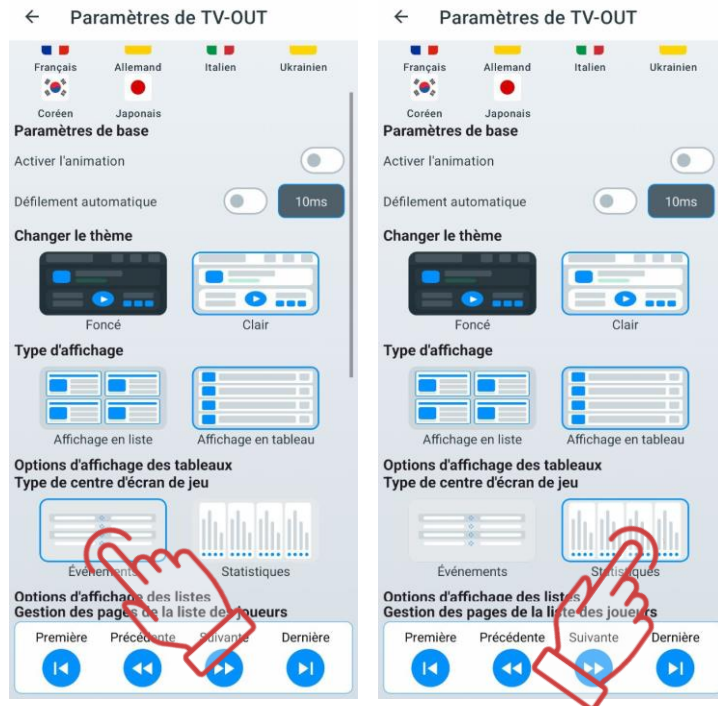 Paramètres de TV-OUT
Français Allemand Italien Ukrainien
Coréen Japonais
Paramètres de base
Activer l'animation
Défilement automatique 10ms
Changer le thème
Foncé Clair
Type d'affichage
Affichage en liste Affichage en tableau
Options d'affichage des tableaux
Type de centre d'écran de jeu
Événements Statistiques
Options d'affichage des listes
Gestion des pages de la liste des joueurs
Première Précédente Suivante Dernière
Paramètres de TV-OUT
Français Allemand Italien Ukrainien
Coréen Japonais
Paramètres de base
Activer l'animation
Défilement automatique 10ms
Changer le thème
Foncé Clair
Type d'affichage
Affichage en liste Affichage en tableau
Options d'affichage des tableaux
Type de centre d'écran de jeu
Événements Statistiques
Options d'affichage des listes
Gestion des pages de la liste des joueurs
Première Précédente Suivante Dernière